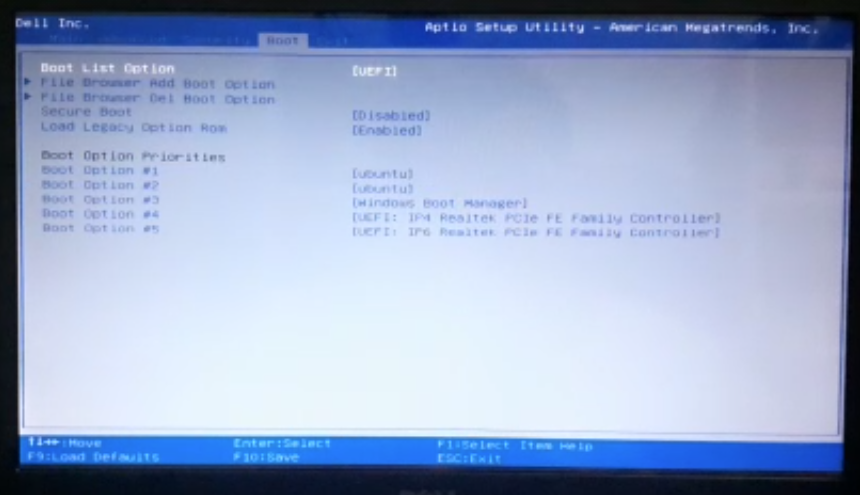 Dell Inc.
Aptio Setup Utility - American Megatrends, Inc.
Main Advanced Security Boot Exit
Boot List Option [UEFI]
File Browser Add Boot Option
File Browser Del Boot Option
Secure Boot [Disabled]
Load Legacy Option Rom [Enabled]
Boot Option Priorities
Boot Option #1 [ubuntu]
Boot Option #2 [ubuntu]
Boot Option #3 [Windows Boot Manager]
Boot Option #4 [UEFI: IP4 Realtek PCIe FE Family Controller]
Boot Option #5 [UEFI: IP6 Realtek PCIe FE Family Controller]
↑↓→←:Move Enter:Select F1:Select Item Help
F9:Load Defaults F10:Save ESC:Exit